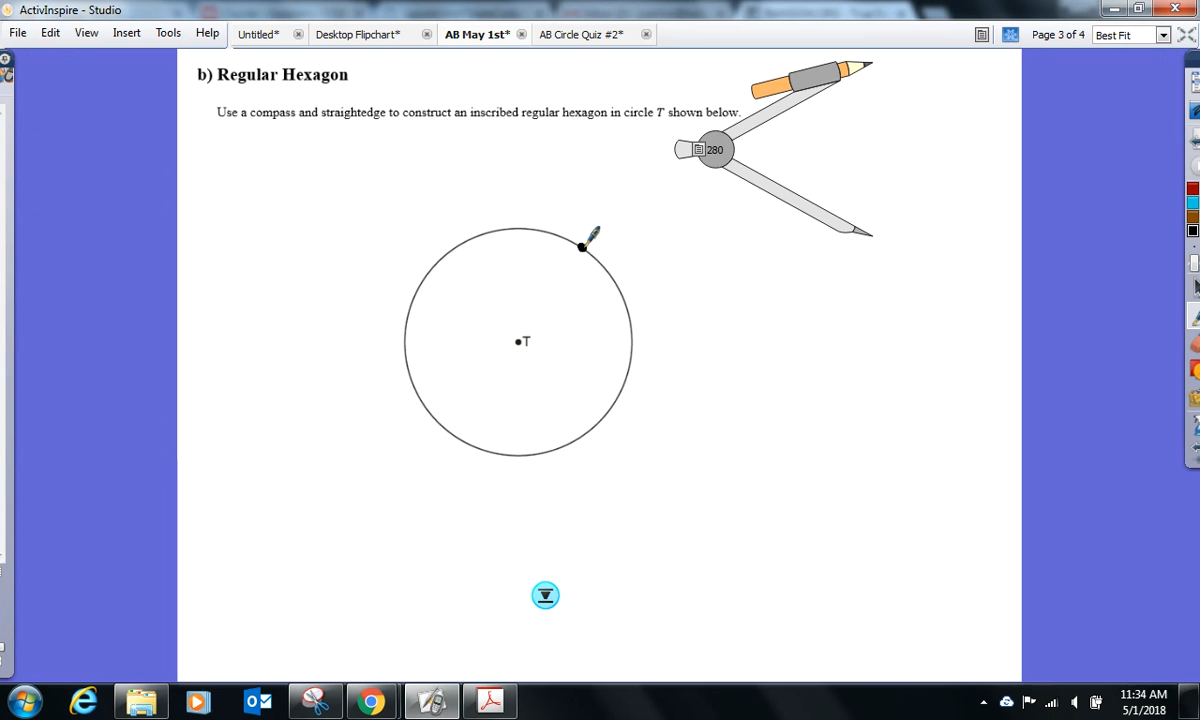 ActivInspire - Studio
File Edit View Insert Tools Help Untitled* Desktop Flipchart* AB May 1st* AB Circle Quiz #2* Page 3 of 4 Best Fit
b) Regular Hexagon
Use a compass and straightedge to construct an inscribed regular hexagon in circle T shown below.
280
T
11:34 AM
5/1/2018